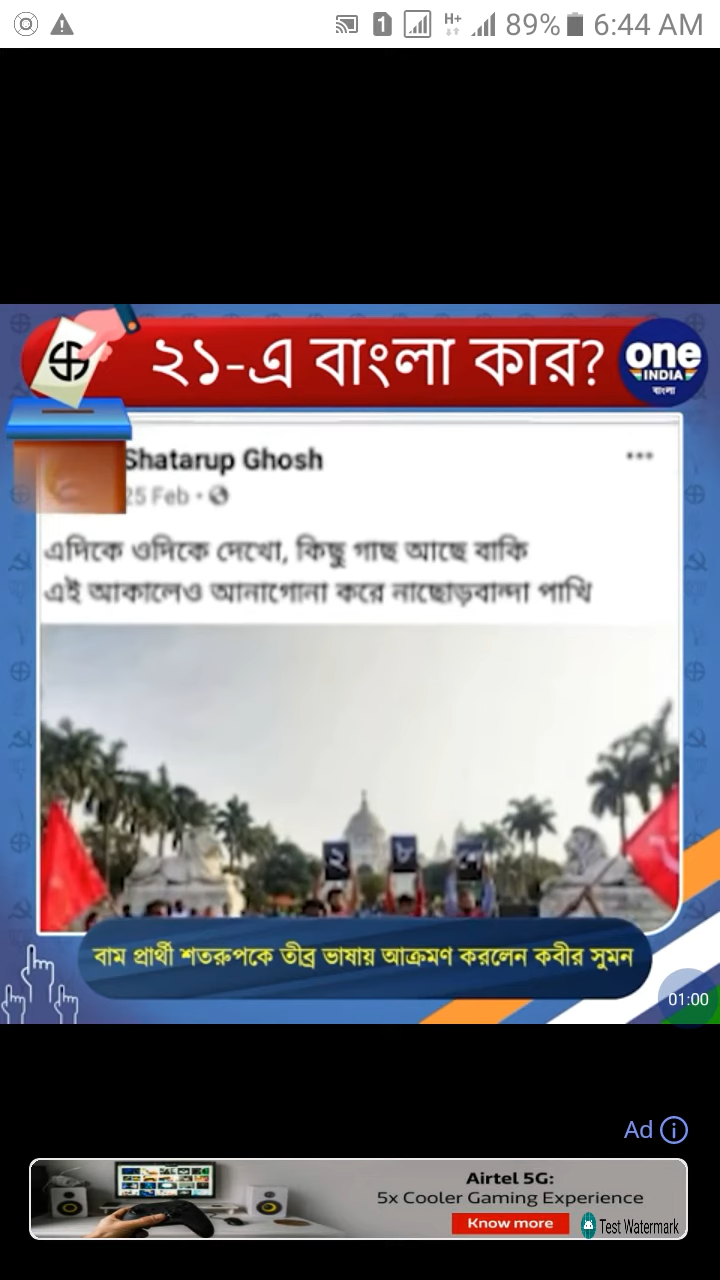 89% 6:44 AM
২১-এ বাংলা কার?
one
INDIA
বাংলা
Shatarup Ghosh
25 Feb
এদিকে ওদিকে দেখো, কিছু গাছ আছে বাকি
এই আকালেও আনাগোনা করে নাছোড়বান্দা পাখি
২ ৮
বাম প্রার্থী শতরুপকে তীব্র ভাষায় আক্রমণ করলেন কবীর সুমন
01:00
Ad
Airtel 5G:
5x Cooler Gaming Experience
Know more
Test Watermark